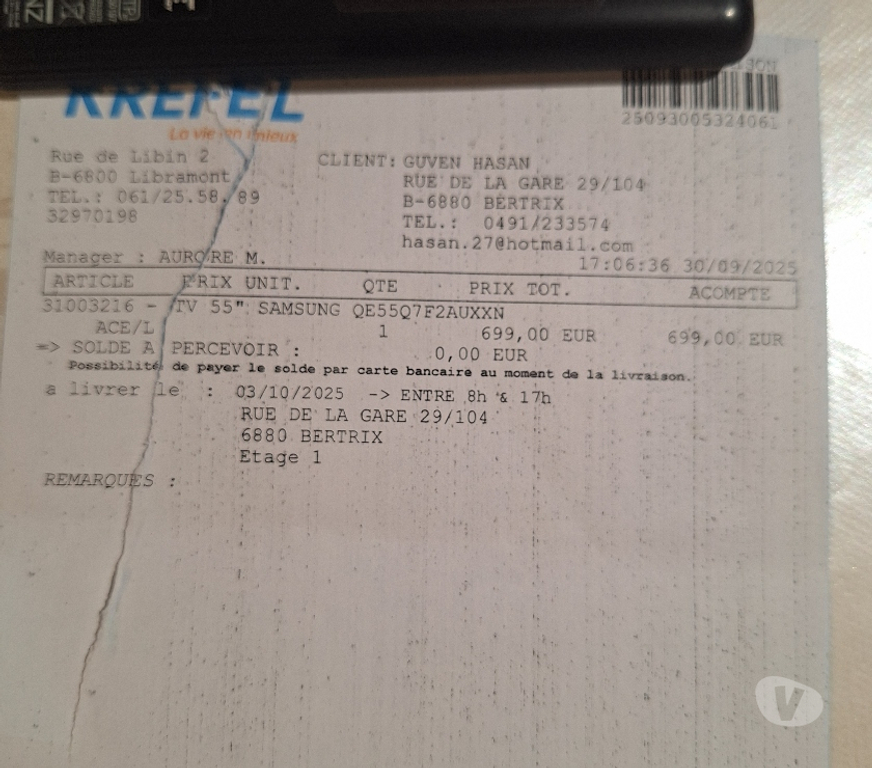 KREFEL
La vie en mieux
25093005324061
Rue de Libin 2
B-6800 Libramont
TEL.: 061/25.58.89
32970198
CLIENT: GUVEN HASAN
RUE DE LA GARE 29/104
B-6880 BERTRIX
TEL.: 0491/233574
hasan.27@hotmail.com
Manager : AURORE M.
17:06:36 30/09/2025
ARTICLE PRIX UNIT. QTE PRIX TOT. ACOMPTE
31003216 - TV 55" SAMSUNG QE55Q7F2AUXXN
ACE/L 1 699,00 EUR 699,00 EUR
=> SOLDE A PERCEVOIR : 0,00 EUR
Possibilité de payer le solde par carte bancaire au moment de la livraison.
a livrer le : 03/10/2025 -> ENTRE 8h & 17h
RUE DE LA GARE 29/104
6880 BERTRIX
Etage 1
REMARQUES :
V